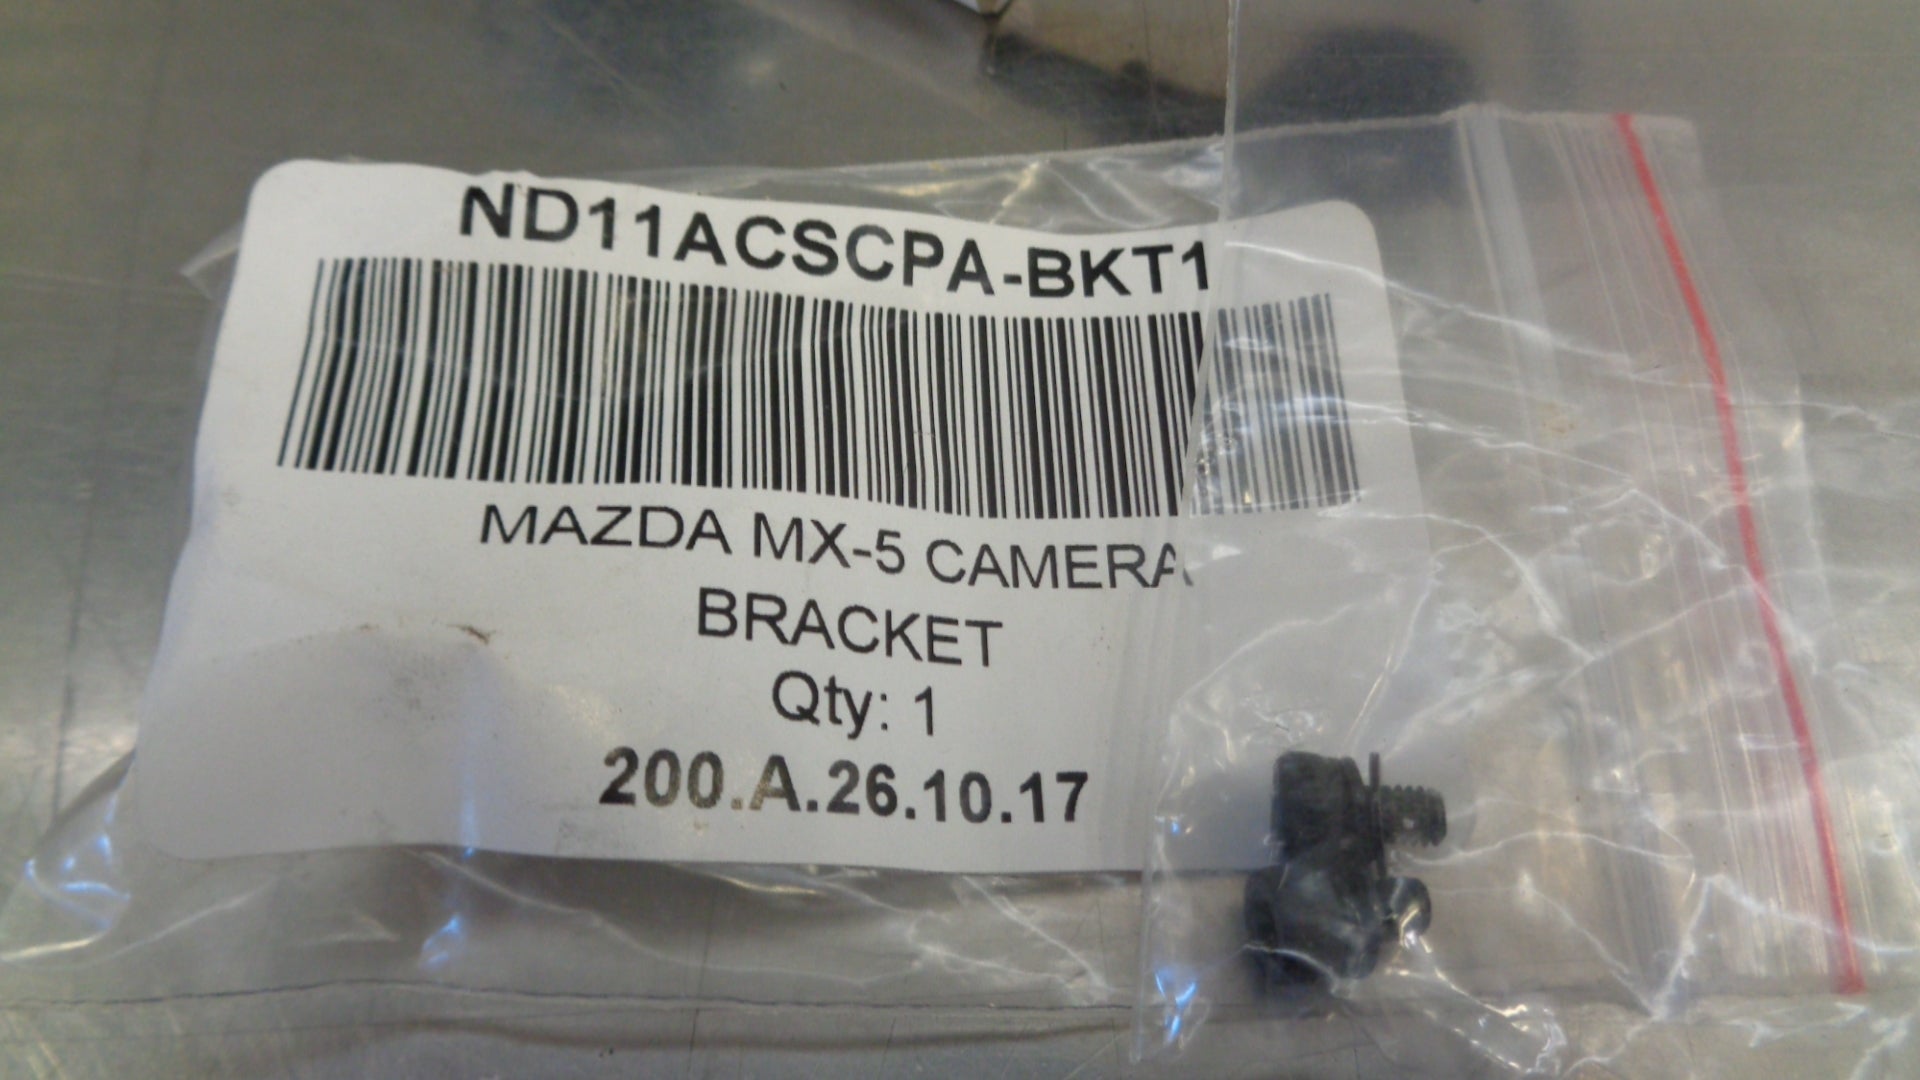 ND11ACSCPA-BKT1
MAZDA MX-5 CAMERA
BRACKET
Qty: 1
200.A.26.10.17